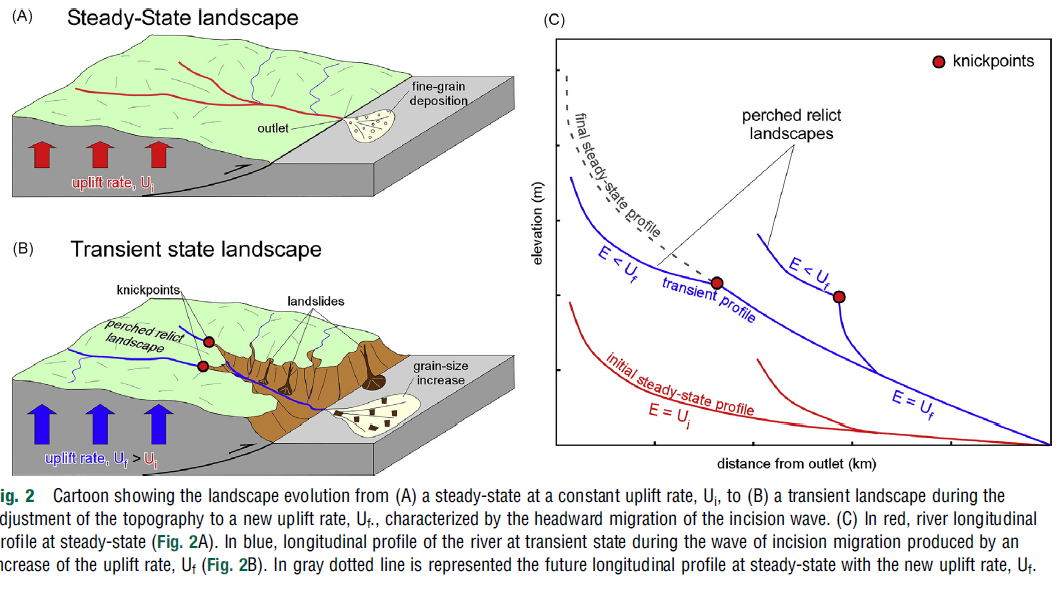 (A) Steady-State landscape
fine-grain
deposition
outlet
uplift rate, Ui
(B) Transient state landscape
knickpoints
landslides
perched relict
landscape
grain-size
increase
uplift rate, Uf > Ui
(C)
knickpoints
perched relict
landscapes
final steady-state profile
E < Uf
transient profile
E < Uf
initial steady-state profile
E = Ui
E = Uf
elevation (m)
distance from outlet (km)
ig. 2 Cartoon showing the landscape evolution from (A) a steady-state at a constant uplift rate, Ui, to (B) a transient landscape during the
djustment of the topography to a new uplift rate, Uf., characterized by the headward migration of the incision wave. (C) In red, river longitudinal
rofile at steady-state (Fig. 2A). In blue, longitudinal profile of the river at transient state during the wave of incision migration produced by an
ncrease of the uplift rate, Uf (Fig. 2B). In gray dotted line is represented the future longitudinal profile at steady-state with the new uplift rate, Uf.